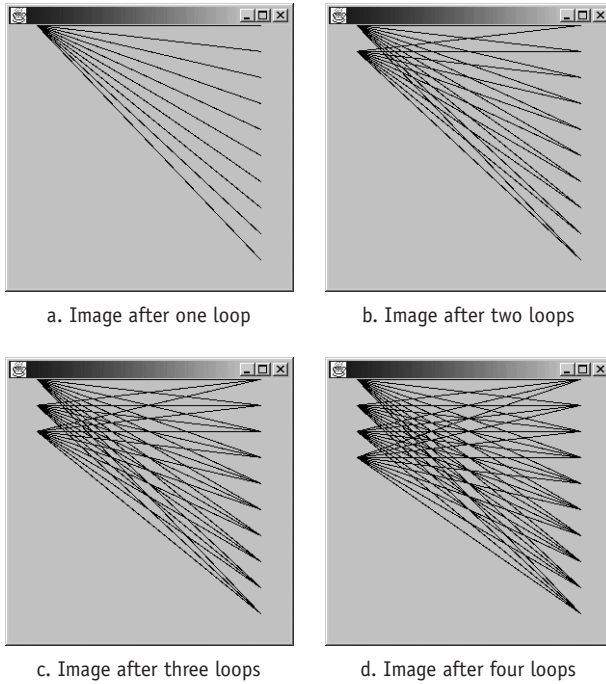 a. Image after one loop
b. Image after two loops
c. Image after three loops
d. Image after four loops